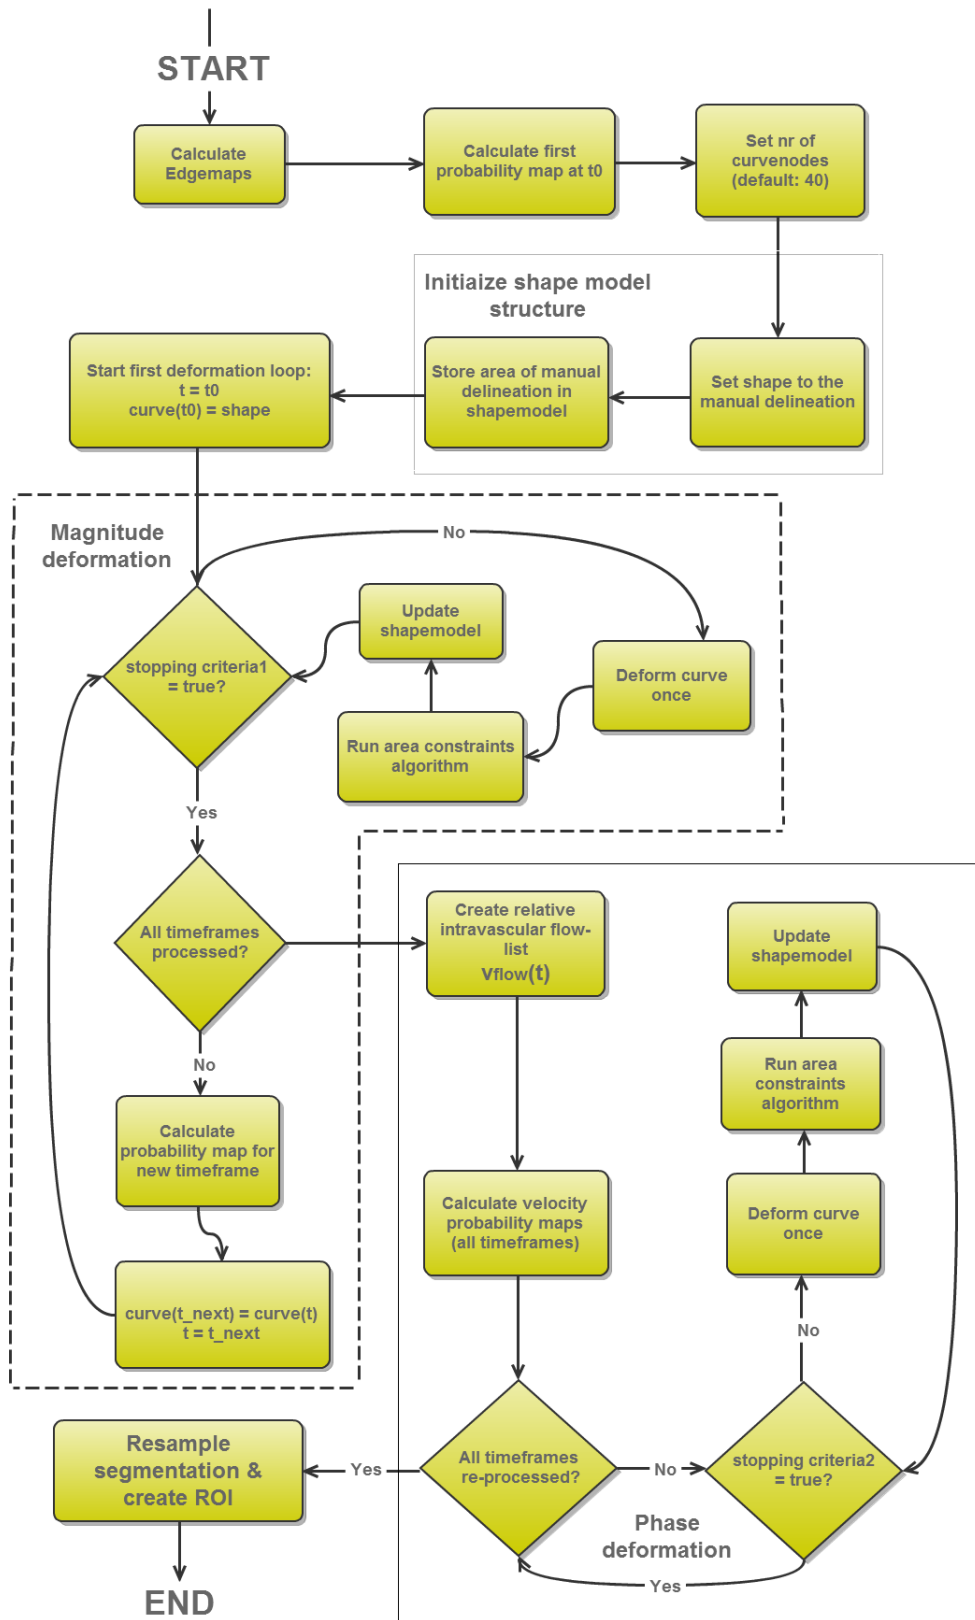 START
Calculate
Edgemaps
Calculate first
probability map at t0
Set nr of
curvenodes
(default: 40)
Initiaize shape model
structure
Start first deformation loop:
t = t0
curve(t0) = shape
Store area of manual
delineation in
shapemodel
Set shape to the
manual delineation
Magnitude
deformation
No
Update
shapemodel
stopping criteria1
= true?
Deform curve
once
Run area constraints
algorithm
Yes
All timeframes
processed?
Create relative
intravascular flow-
list
Vflow(t)
Update
shapemodel
No
Run area
constraints
algorithm
Calculate
probability map for
new timeframe
Calculate velocity
probability maps
(all timeframes)
Deform curve
once
curve(t_next) = curve(t)
t = t_next
No
Resample
segmentation &
create ROI
Yes
All timeframes
re-processed?
No
stopping criteria2
= true?
Phase
deformation
Yes
END